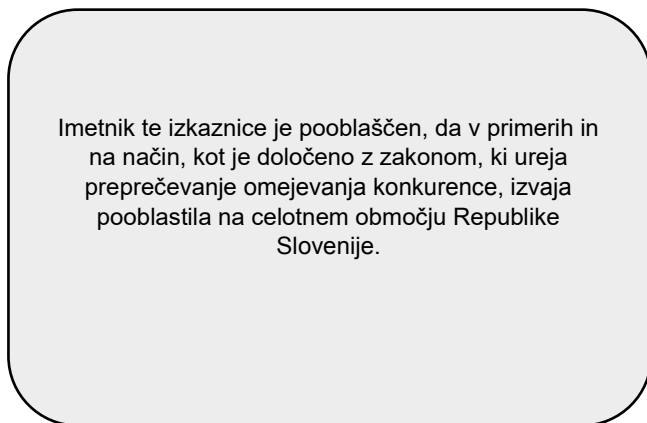 Imetnik te izkaznice je pooblaščen, da v primerih in
na način, kot je določeno z zakonom, ki ureja
preprečevanje omejevanja konkurence, izvaja
pooblastila na celotnem območju Republike
Slovenije.